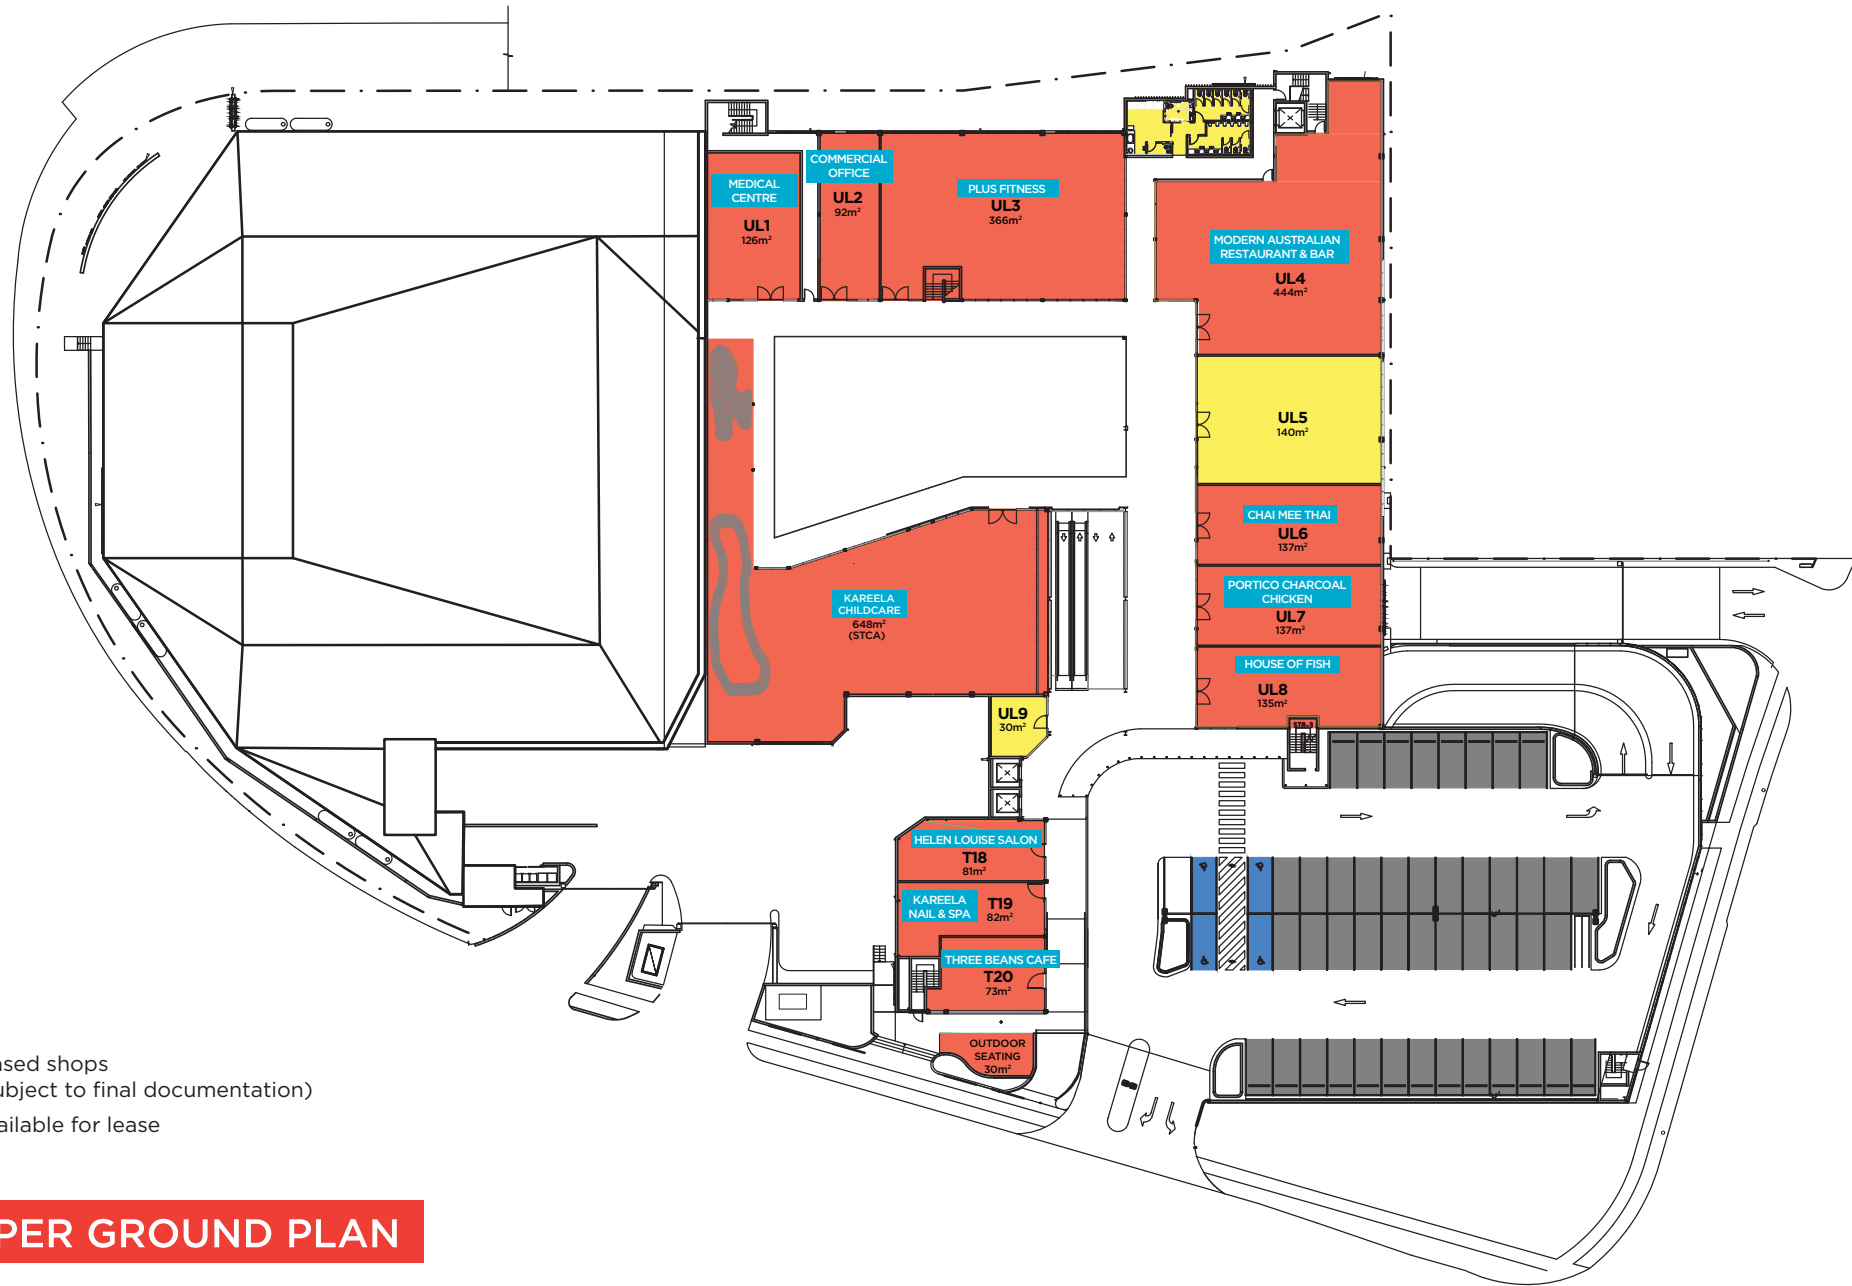 MEDICAL
CENTRE
UL1
126m²
COMMERCIAL
OFFICE
UL2
92m²
PLUS FITNESS
UL3
366m²
MODERN AUSTRALIAN
RESTAURANT & BAR
UL4
444m²
UL5
140m²
CHAI MEE THAI
UL6
137m²
PORTICO CHARCOAL
CHICKEN
UL7
137m²
HOUSE OF FISH
UL8
135m²
KAREELA
CHILDCARE
648m²
(STCA)
UL9
30m²
HELEN LOUISE SALON
T18
81m²
KAREELA
NAIL & SPA
T19
82m²
THREE BEANS CAFE
T20
73m²
OUTDOOR
SEATING
30m²
ased shops
ubject to final documentation)
ailable for lease
PER GROUND PLAN